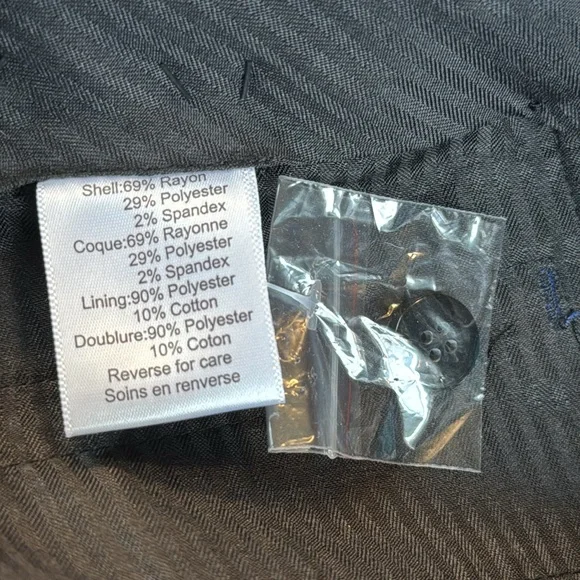 Shell:69% Rayon
29% Polyester
2% Spandex
Coque:69% Rayonne
29% Polyester
2% Spandex
Lining:90% Polyester
10% Cotton
Doublure:90% Polyester
10% Coton
Reverse for care
Soins en renverse